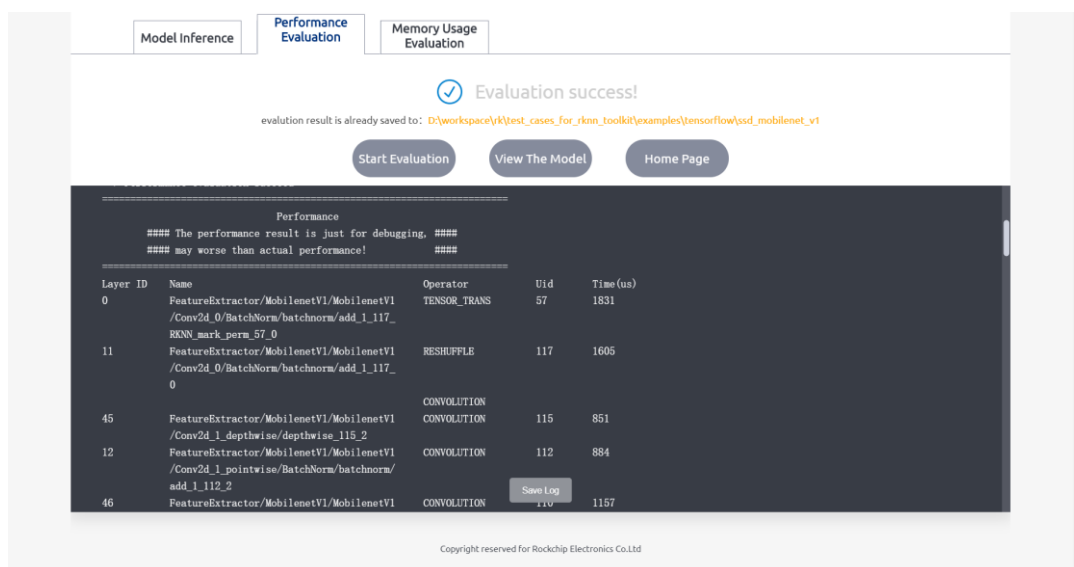 Model Inference
Performance
Evaluation
Memory Usage
Evaluation
Evaluation success!
evalution result is already saved to: D:\workspace\rk\test_cases_for_rknn_toolkit\examples\tensorflow\ssd_mobilenet_v1
Start Evaluation View The Model Home Page
========================================================================
Performance
#### The performance result is just for debugging, ####
#### may worse than actual performance! ####
========================================================================
Layer ID Name Operator Uid Time(us)
0 FeatureExtractor/MobilenetV1/MobilenetV1 TENSOR_TRANS 57 1831
/Conv2d_0/BatchNorm/batchnorm/add_1_117_
RKNN_mark_perm_57_0
11 FeatureExtractor/MobilenetV1/MobilenetV1 RESHUFFLE 117 1605
/Conv2d_0/BatchNorm/batchnorm/add_1_117_
0
CONVOLUTION
45 FeatureExtractor/MobilenetV1/MobilenetV1 CONVOLUTION 115 851
/Conv2d_1_depthwise/depthwise_115_2
12 FeatureExtractor/MobilenetV1/MobilenetV1 CONVOLUTION 112 884
/Conv2d_1_pointwise/BatchNorm/batchnorm/
add_1_112_2
Save Log
46 FeatureExtractor/MobilenetV1/MobilenetV1 CONVOLUTION 110 1157
Copyright reserved for Rockchip Electronics Co.Ltd